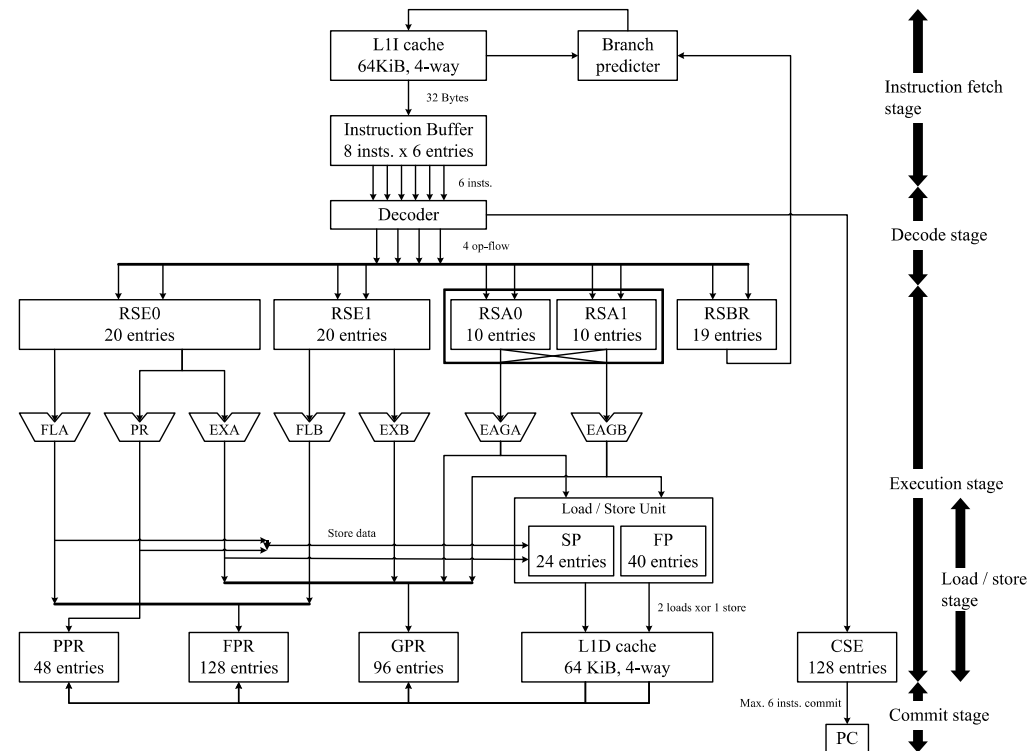 L1I cache
64KiB, 4-way
Branch
predicter
Instruction fetch
stage
32 Bytes
Instruction Buffer
8 insts. x 6 entries
6 insts.
Decoder
Decode stage
4 op-flow
RSE0
20 entries
RSE1
20 entries
RSA0
10 entries
RSA1
10 entries
RSBR
19 entries
FLA
PR
EXA
FLB
EXB
EAGA
EAGB
Execution stage
Load / Store Unit
Store data
SP
24 entries
FP
40 entries
Load / store
stage
2 loads xor 1 store
PPR
48 entries
FPR
128 entries
GPR
96 entries
L1D cache
64 KiB, 4-way
CSE
128 entries
Max. 6 insts. commit
Commit stage
PC